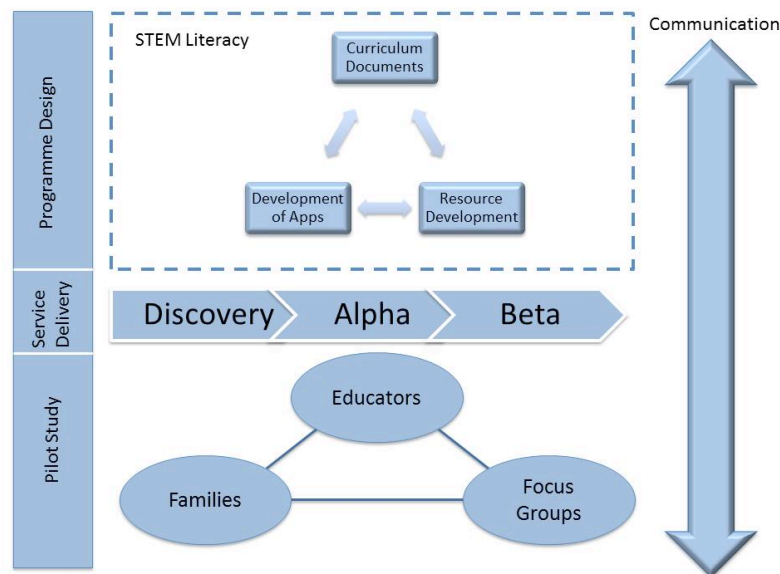 STEM Literacy
Curriculum
Documents
Communication
Programme Design
Development
of Apps
Resource
Development
Service
Delivery
Discovery
Alpha
Beta
Pilot Study
Educators
Families
Focus
Groups